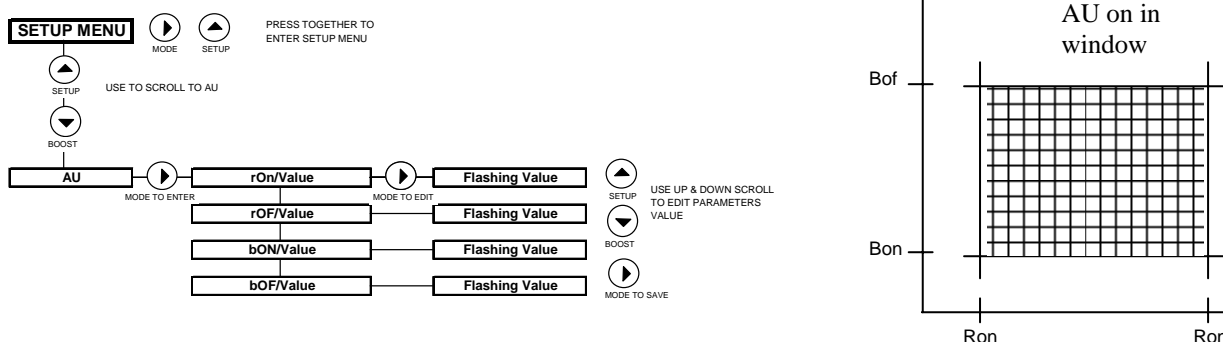 SETUP MENU
MODE
SETUP
PRESS TOGETHER TO
ENTER SETUP MENU
SETUP
USE TO SCROLL TO AU
BOOST
AU
MODE TO ENTER
rOn/Value
MODE TO EDIT
Flashing Value
rOF/Value
Flashing Value
bON/Value
Flashing Value
bOF/Value
Flashing Value
SETUP
USE UP & DOWN SCROLL
TO EDIT PARAMETERS
VALUE
BOOST
MODE TO SAVE
AU on in
window
Bof
Bon
Ron